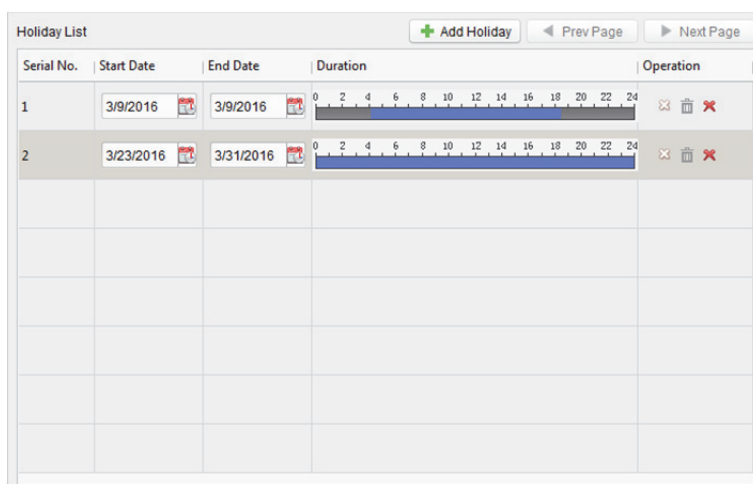 Holiday List Add Holiday Prev Page Next Page
Serial No. Start Date End Date Duration Operation
0 2 4 6 8 10 12 14 16 18 20 22 24
1 3/9/2016 3/9/2016
0 2 4 6 8 10 12 14 16 18 20 22 24
2 3/23/2016 3/31/2016